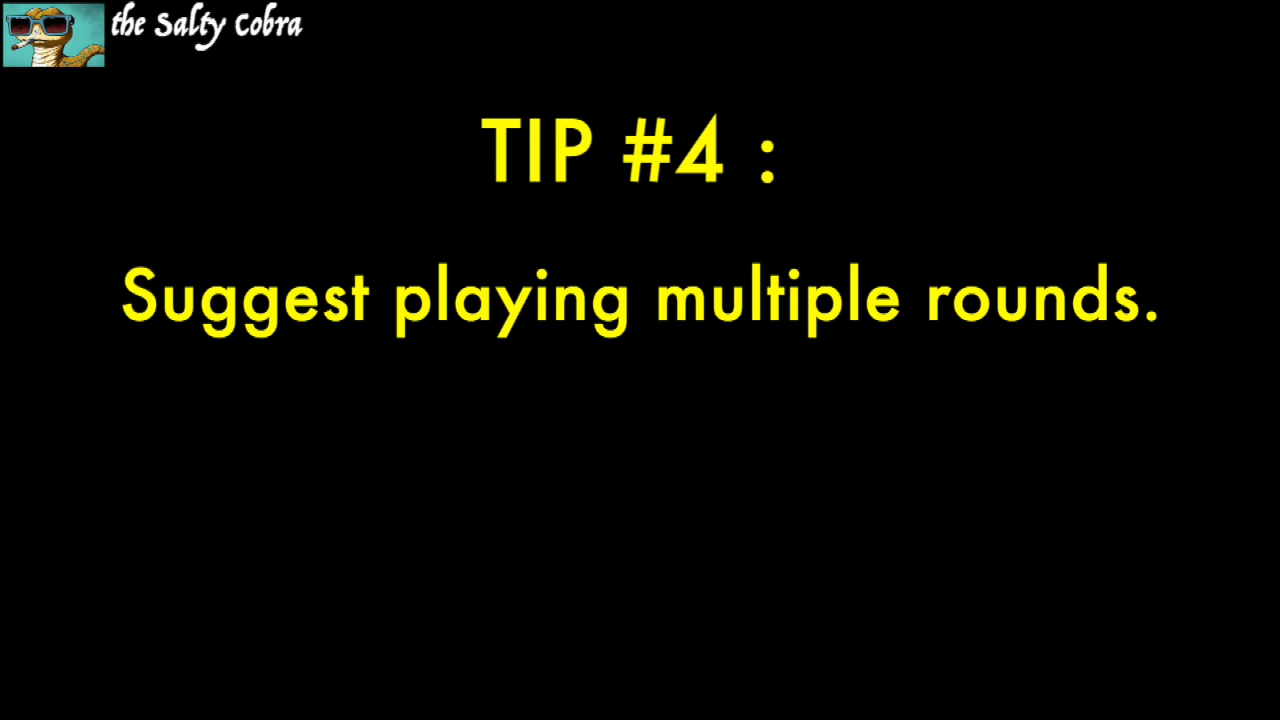 the Salty Cobra
TIP #4 :
Suggest playing multiple rounds.